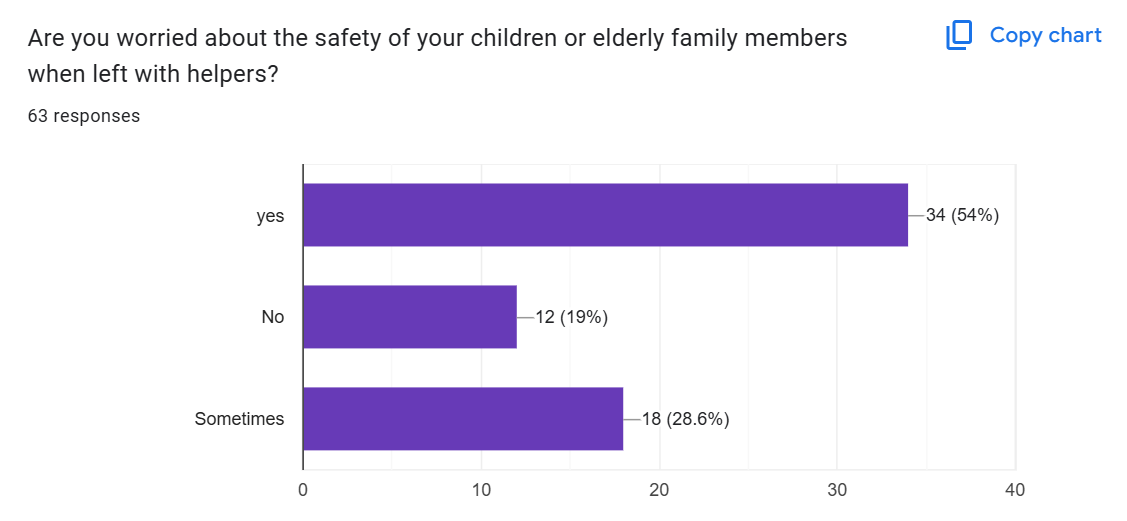 Are you worried about the safety of your children or elderly family members
when left with helpers?
Copy chart
63 responses
yes
34 (54%)
No
12 (19%)
Sometimes
18 (28.6%)
0 10 20 30 40